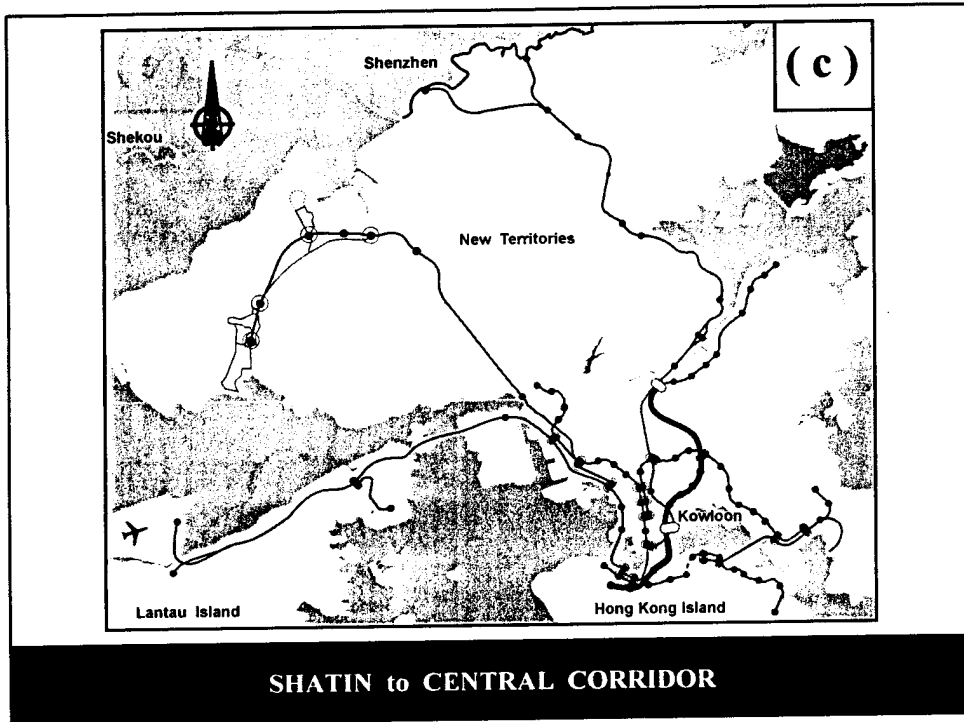 Shenzhen
( c )
Shekou
New Territories
Kowloon
Lantau Island
Hong Kong Island
SHATIN to CENTRAL CORRIDOR